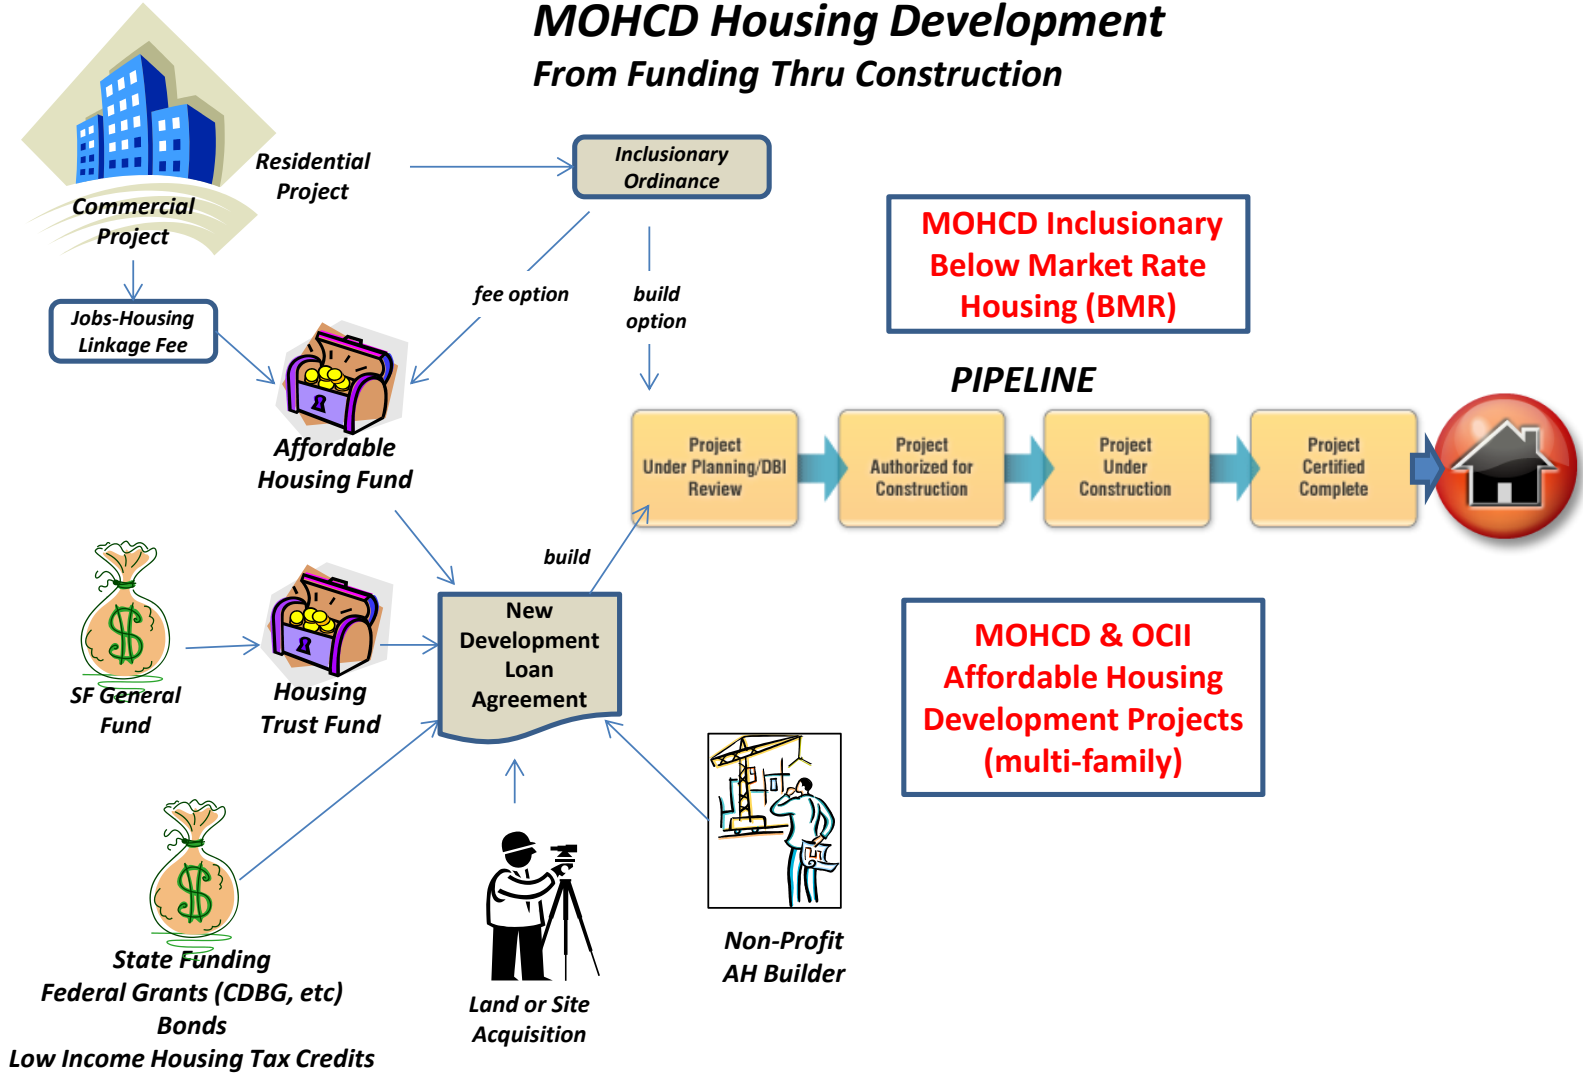 MOHCD Housing Development
From Funding Thru Construction
Residential
Project
Inclusionary
Ordinance
Commercial
Project
MOHCD Inclusionary
Below Market Rate
Housing (BMR)
fee option
build
option
Jobs-Housing
Linkage Fee
PIPELINE
Affordable
Housing Fund
Project
Under Planning/DBI
Review
Project
Authorized for
Construction
Project
Under
Construction
Project
Certified
Complete
build
New
Development
Loan
Agreement
SF General
Fund
Housing
Trust Fund
MOHCD & OCII
Affordable Housing
Development Projects
(multi-family)
State Funding
Federal Grants (CDBG, etc)
Bonds
Low Income Housing Tax Credits
Land or Site
Acquisition
Non-Profit
AH Builder